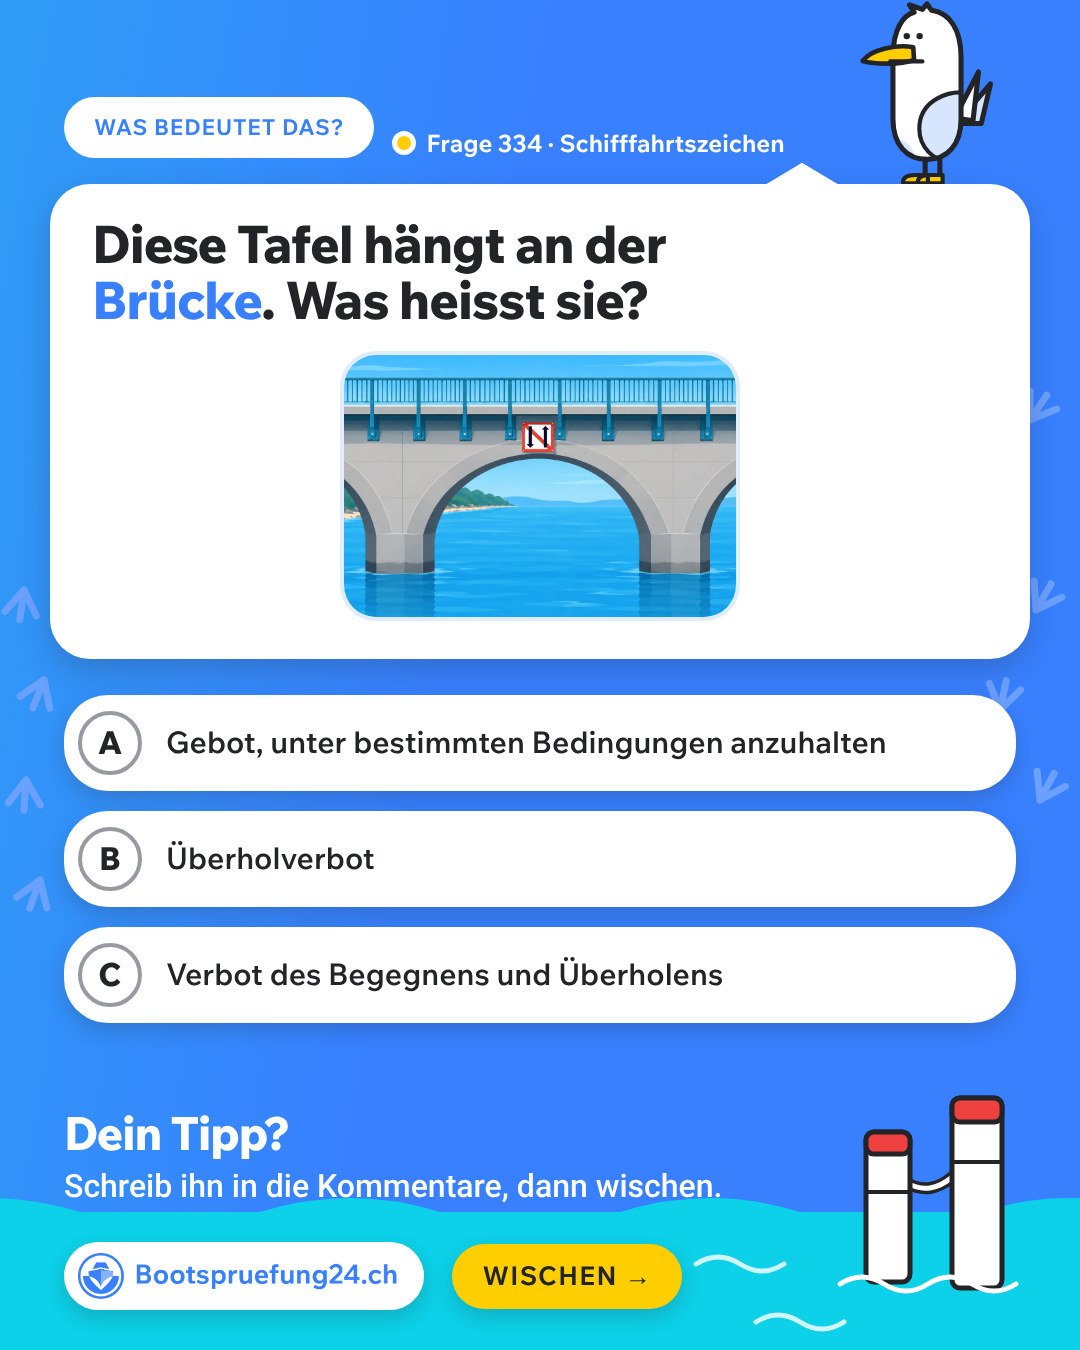 WAS BEDEUTET DAS?
Frage 334 · Schifffahrtszeichen
Diese Tafel hängt an der
Brücke. Was heisst sie?
A Gebot, unter bestimmten Bedingungen anzuhalten
B Überholverbot
C Verbot des Begegnens und Überholens
Dein Tipp?
Schreib ihn in die Kommentare, dann wischen.
Bootspruefung24.ch
WISCHEN →